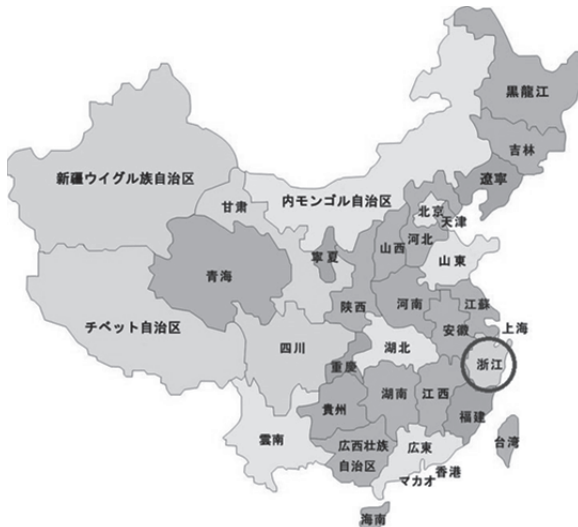 黒龍江
吉林
遼寧
新疆ウイグル族自治区
内モンゴル自治区
甘粛
北京
天津
河北
山西
山東
寧夏
青海
陝西
河南
江蘇
安徽
上海
チベット自治区
四川
湖北
重慶
浙江
湖南
江西
貴州
福建
雲南
広西壮族
自治区
広東
台湾
香港
マカオ
海南